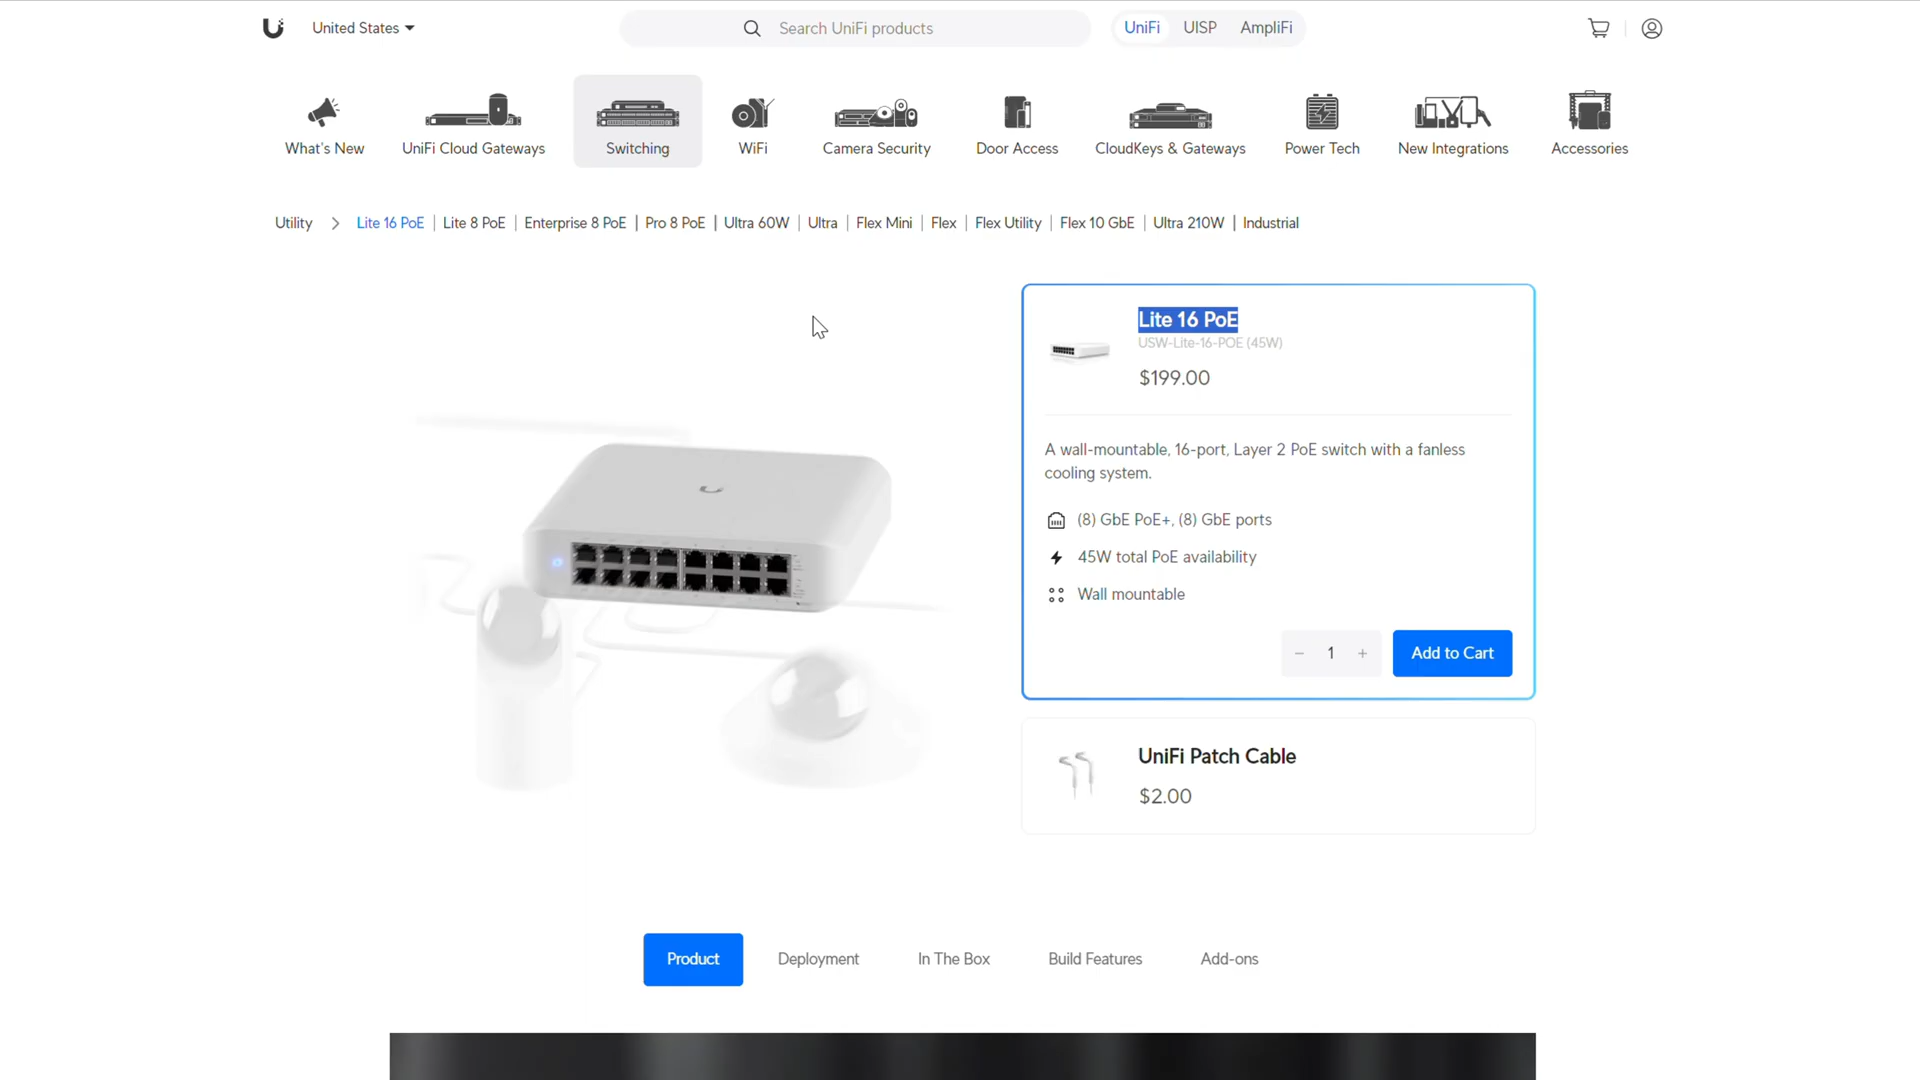 United States
Search UniFi products
UniFi UISP AmpliFi
What's New
UniFi Cloud Gateways
Switching
WiFi
Camera Security
Door Access
CloudKeys & Gateways
Power Tech
New Integrations
Accessories
Utility > Lite 16 PoE | Lite 8 PoE | Enterprise 8 PoE | Pro 8 PoE | Ultra 60W | Ultra | Flex Mini | Flex | Flex Utility | Flex 10 GbE | Ultra 210W | Industrial
Lite 16 PoE
USW-Lite-16-POE (45W)
$199.00
A wall-mountable, 16-port, Layer 2 PoE switch with a fanless
cooling system.
(8) GbE PoE+, (8) GbE ports
45W total PoE availability
Wall mountable
− 1 +
Add to Cart
UniFi Patch Cable
$2.00
Product
Deployment
In The Box
Build Features
Add-ons